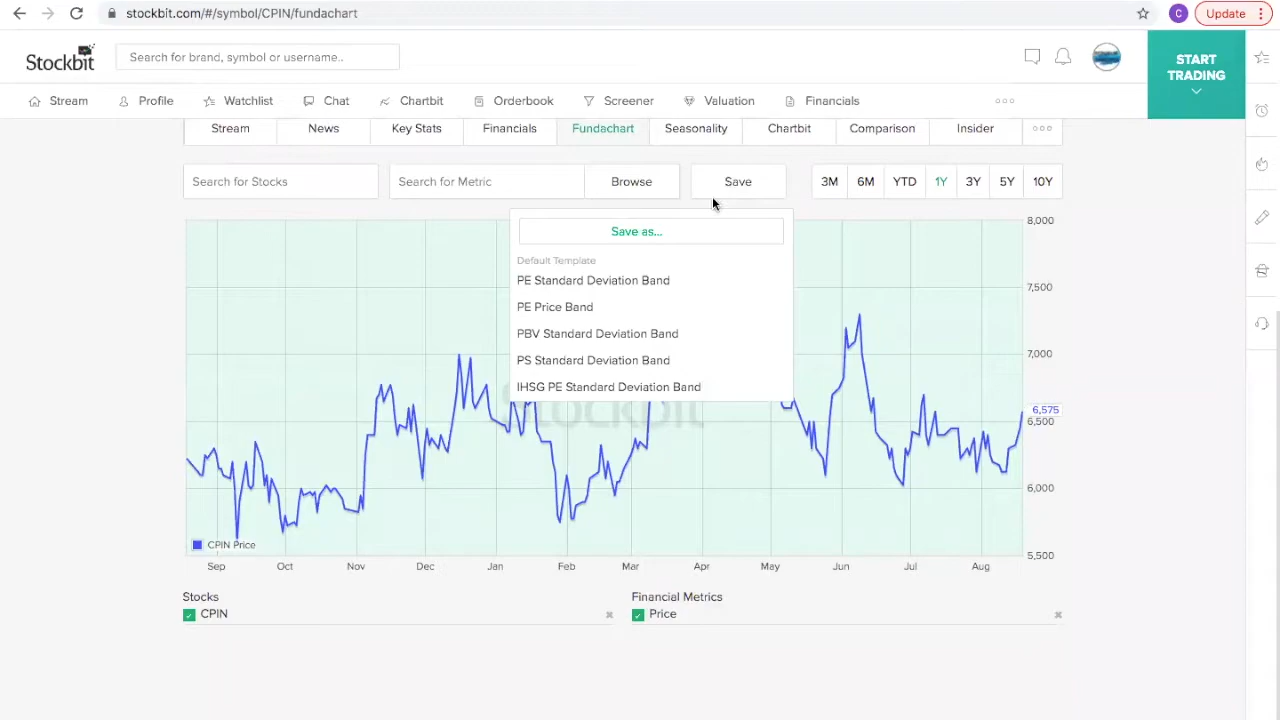 stockbit.com/#/symbol/CPIN/fundachart
C
Update
Stockbit
Search for brand, symbol or username..
START
TRADING
Stream
Profile
Watchlist
Chat
Chartbit
Orderbook
Screener
Valuation
Financials
Stream
News
Key Stats
Financials
Fundachart
Seasonality
Chartbit
Comparison
Insider
Search for Stocks
Search for Metric
Browse
Save
3M
6M
YTD
1Y
3Y
5Y
10Y
Save as...
Default Template
PE Standard Deviation Band
PE Price Band
PBV Standard Deviation Band
PS Standard Deviation Band
IHSG PE Standard Deviation Band
Stockbit
8,000
7,500
7,000
6,575
6,500
6,000
5,500
CPIN Price
Sep
Oct
Nov
Dec
Jan
Feb
Mar
Apr
May
Jun
Jul
Aug
Stocks
CPIN
Financial Metrics
Price